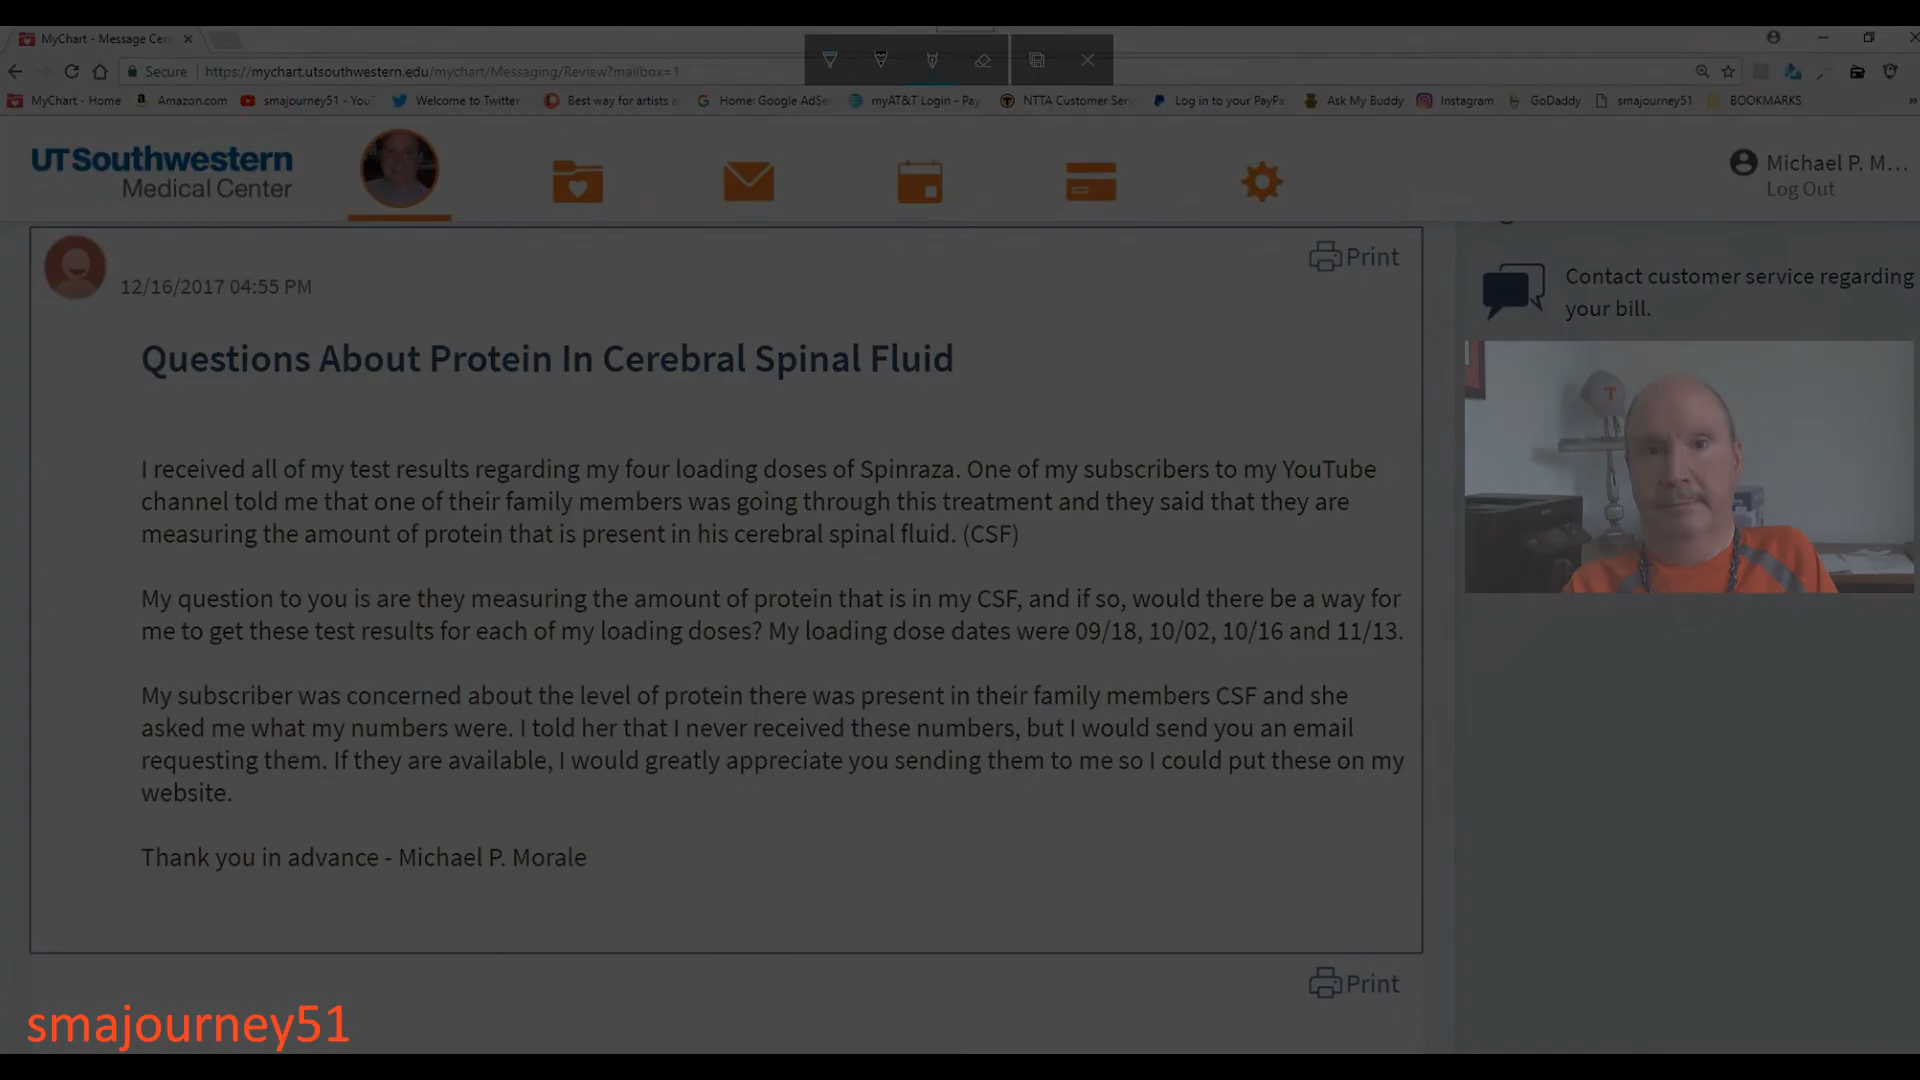 MyChart - Message Cen
Secure
https://mychart.utsouthwestern.edu/mychart/Messaging/Review?mailbox=1
MyChart - Home
Amazon.com
smajourney51 - You
Welcome to Twitter
Best way for artists a
Home: Google AdSe
myAT&T Login - Pay
NTTA Customer Serv
Log in to your PayPa
Ask My Buddy
Instagram
GoDaddy
smajourney51
BOOKMARKS
UTSouthwestern
Medical Center
Michael P. M...
Log Out
Print
12/16/2017 04:55 PM
Contact customer service regarding
your bill.
Questions About Protein In Cerebral Spinal Fluid
I received all of my test results regarding my four loading doses of Spinraza. One of my subscribers to my YouTube
channel told me that one of their family members was going through this treatment and they said that they are
measuring the amount of protein that is present in his cerebral spinal fluid. (CSF)
My question to you is are they measuring the amount of protein that is in my CSF, and if so, would there be a way for
me to get these test results for each of my loading doses? My loading dose dates were 09/18, 10/02, 10/16 and 11/13.
My subscriber was concerned about the level of protein there was present in their family members CSF and she
asked me what my numbers were. I told her that I never received these numbers, but I would send you an email
requesting them. If they are available, I would greatly appreciate you sending them to me so I could put these on my
website.
Thank you in advance - Michael P. Morale
Print
smajourney51
T